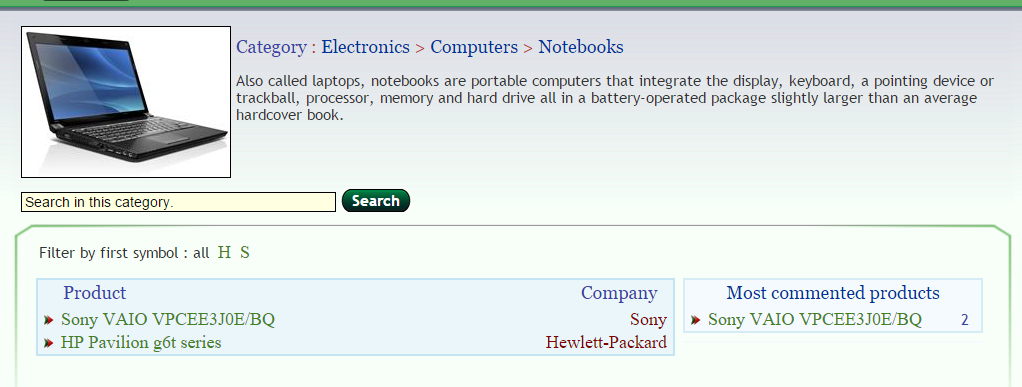 Category : Electronics > Computers > Notebooks
Also called laptops, notebooks are portable computers that integrate the display, keyboard, a pointing device or
trackball, processor, memory and hard drive all in a battery-operated package slightly larger than an average
hardcover book.
Search in this category. Search
Filter by first symbol : all H S
Product Company
Sony VAIO VPCEE3J0E/BQ Sony
HP Pavilion g6t series Hewlett-Packard
Most commented products
Sony VAIO VPCEE3J0E/BQ 2